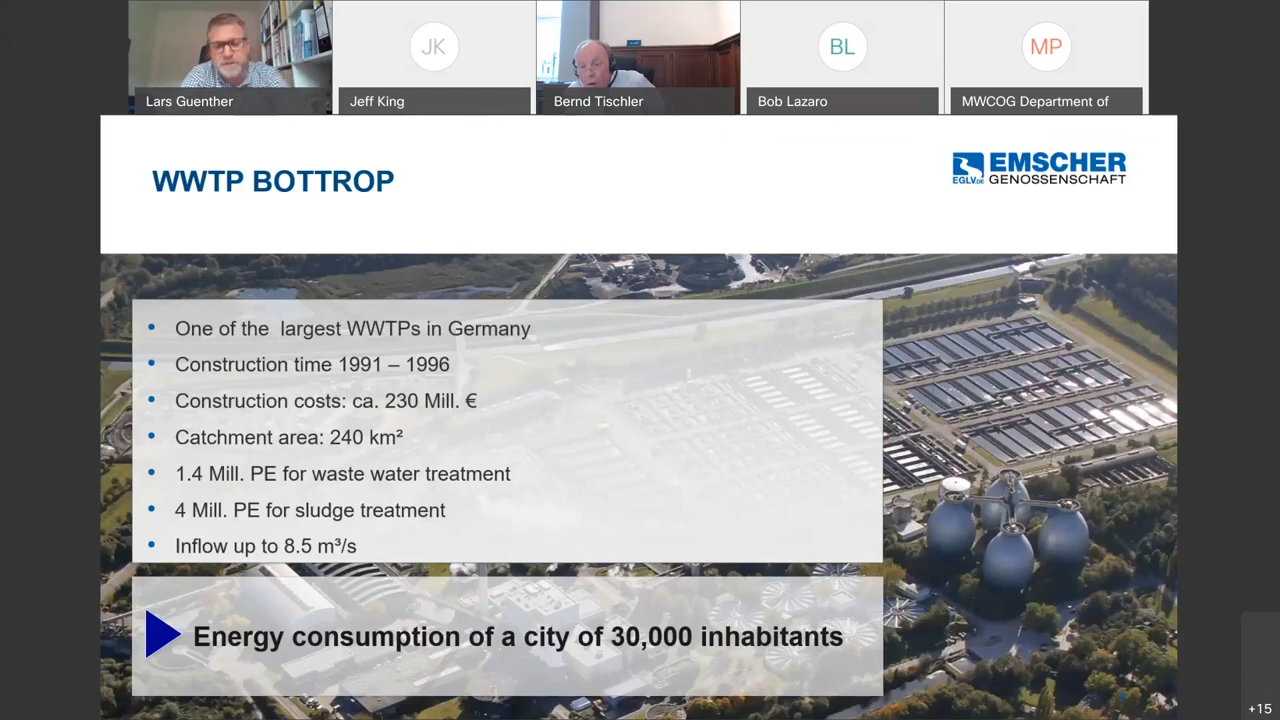 JK
BL
MP
Lars Guenther
Jeff King
Bernd Tischler
Bob Lazaro
MWCOG Department of
WWTP BOTTROP
EMSCHER
EGLV.DE GENOSSENSCHAFT
• One of the largest WWTPs in Germany
• Construction time 1991 – 1996
• Construction costs: ca. 230 Mill. €
• Catchment area: 240 km²
• 1.4 Mill. PE for waste water treatment
• 4 Mill. PE for sludge treatment
• Inflow up to 8.5 m³/s
Energy consumption of a city of 30,000 inhabitants
+15